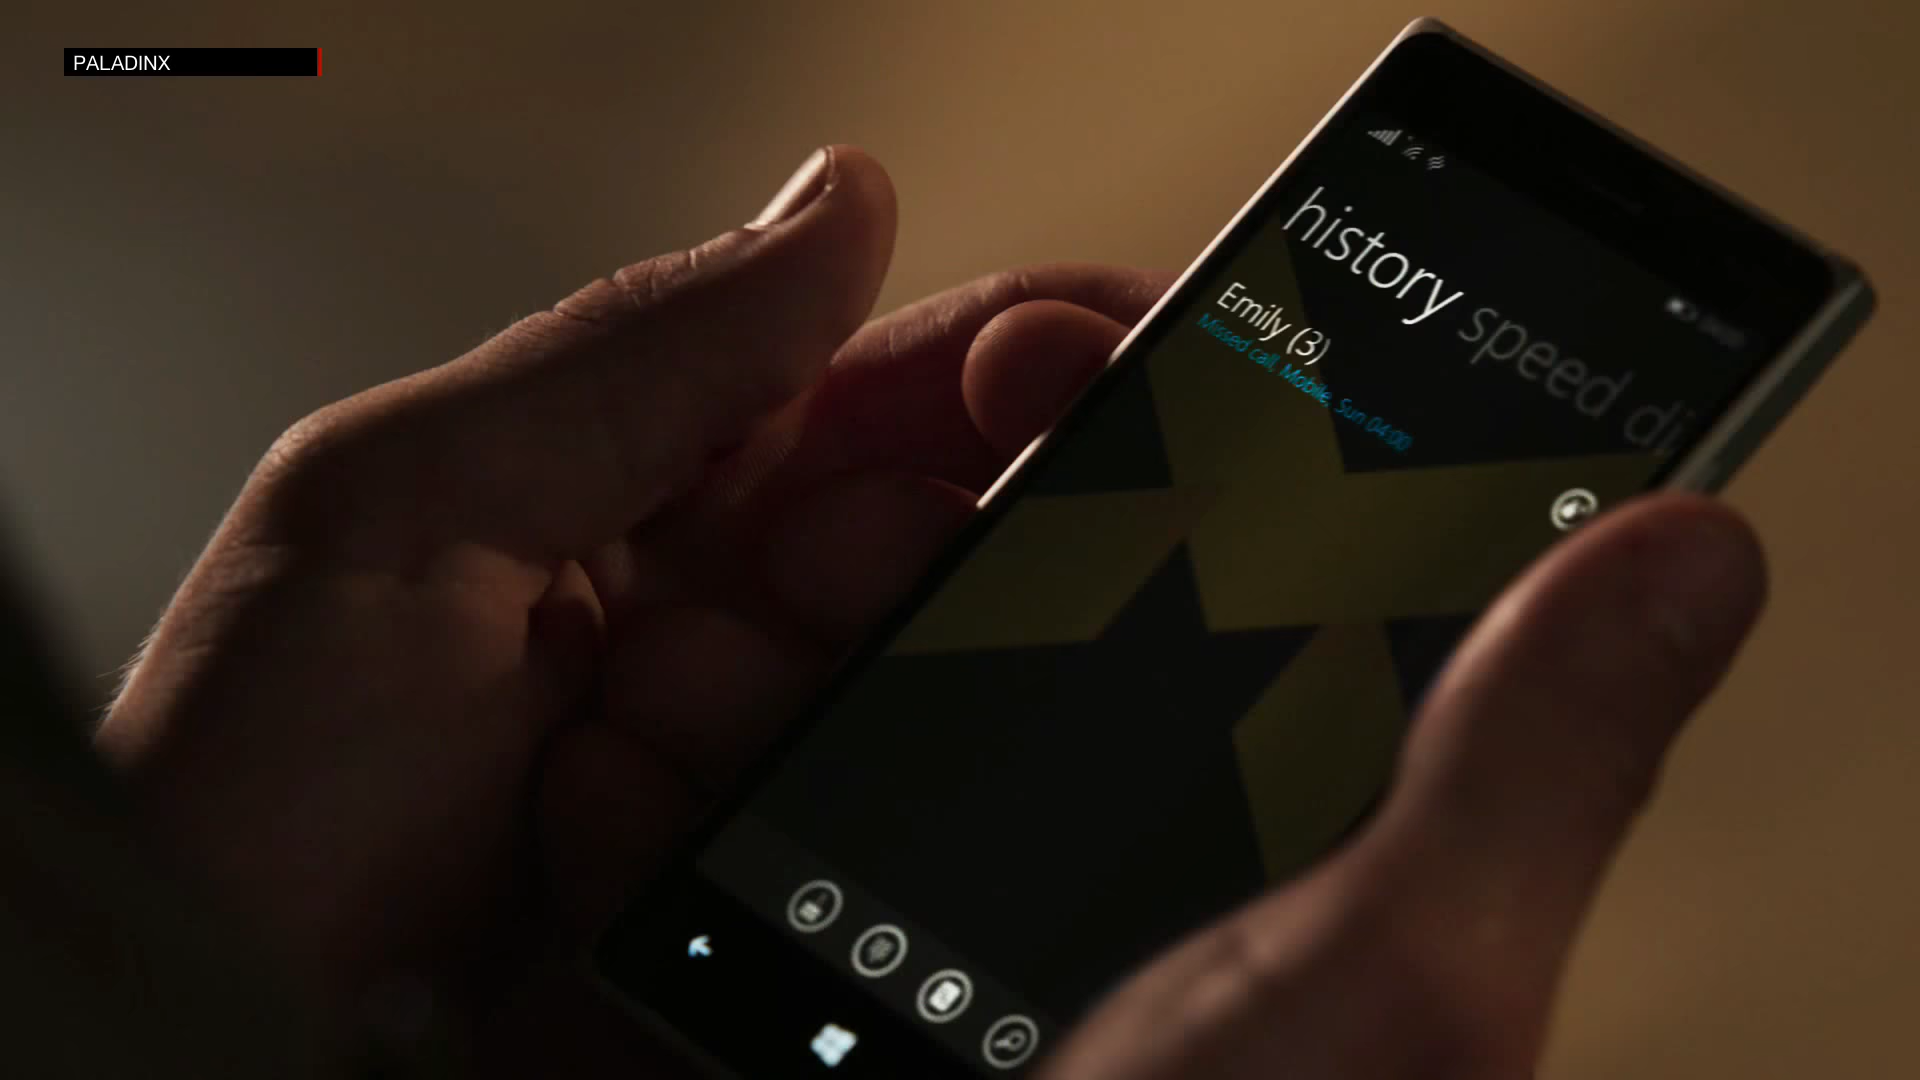 PALADINX
history speed di
Emily (3)
Missed call, Mobile, Sun 04:00